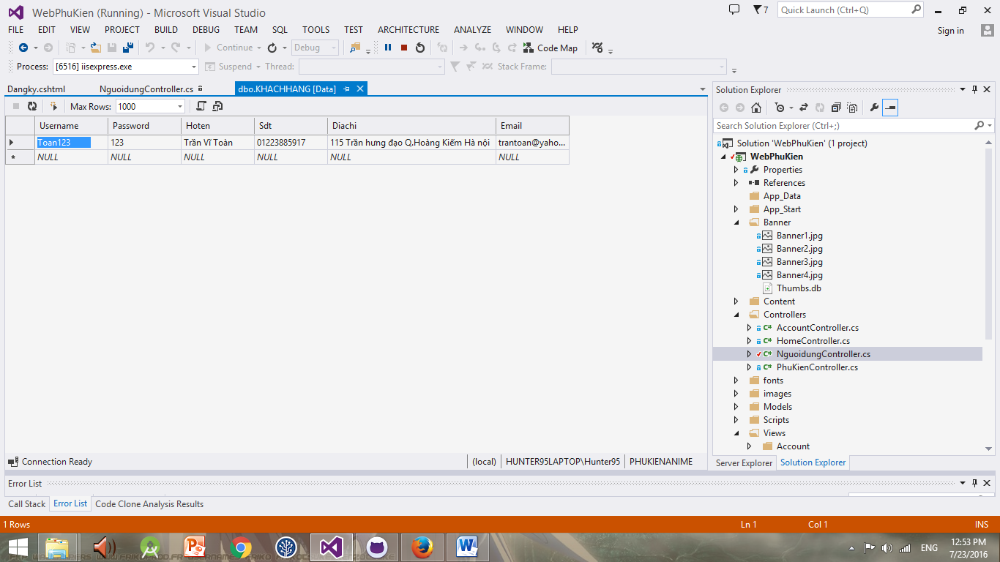 WebPhuKien (Running) - Microsoft Visual Studio
7
Quick Launch (Ctrl+Q)
FILE EDIT VIEW PROJECT BUILD DEBUG TEAM SQL TOOLS TEST ARCHITECTURE ANALYZE WINDOW HELP
Sign in
Continue Debug Code Map
Process: [6516] iisexpress.exe Suspend Thread: Stack Frame:
Dangky.cshtml NguoidungController.cs dbo.KHACHHANG [Data]
Max Rows: 1000
Username Password Hoten Sdt Diachi Email
Toan123 123 Trần Vĩ Toàn 01223885917 115 Trần hưng đạo Q.Hoàng Kiếm Hà nội trantoan@yaho...
NULL NULL NULL NULL NULL NULL
Connection Ready
(local) HUNTER95LAPTOP\Hunter95 PHUKIENANIME
Solution Explorer
Search Solution Explorer (Ctrl+;)
Solution 'WebPhuKien' (1 project)
WebPhuKien
Properties
References
App_Data
App_Start
Banner
Banner1.jpg
Banner2.jpg
Banner3.jpg
Banner4.jpg
Thumbs.db
Content
Controllers
C# AccountController.cs
C# HomeController.cs
C# NguoidungController.cs
C# PhuKienController.cs
fonts
images
Models
Scripts
Views
Account
Server Explorer Solution Explorer
Error List
Call Stack Error List Code Clone Analysis Results
1 Rows Ln 1 Col 1 INS
ENG
12:53 PM
7/23/2016